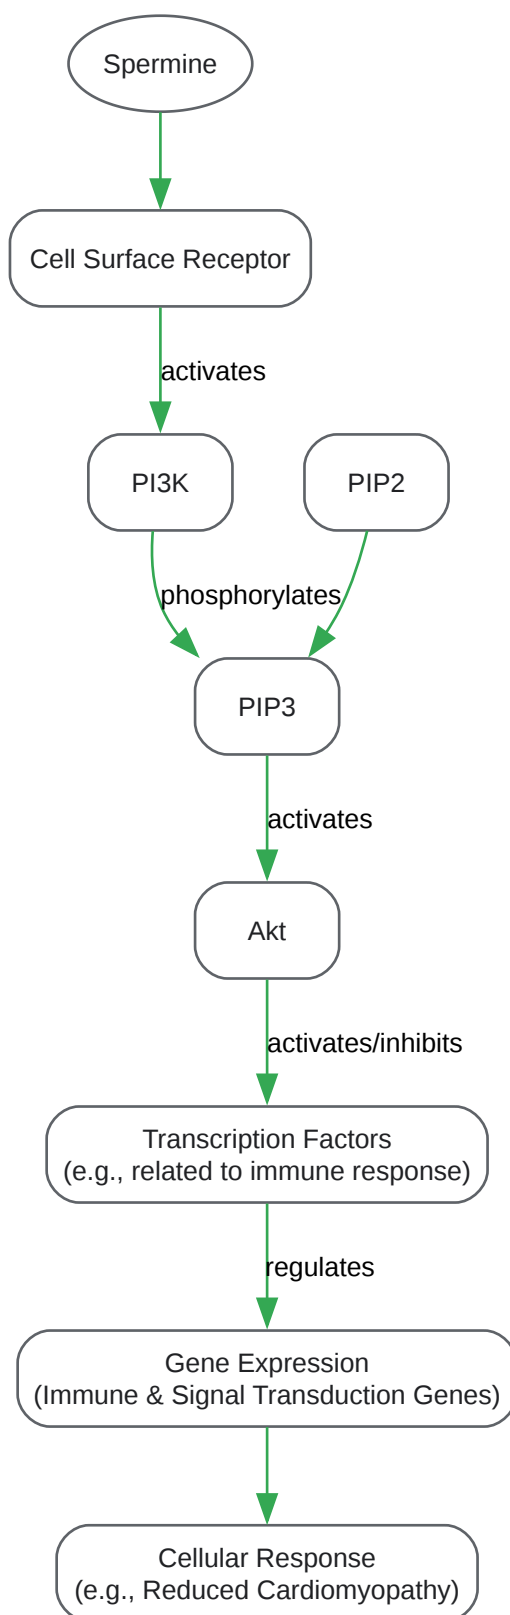 Spermine
Cell Surface Receptor
activates
PI3K
PIP2
phosphorylates
PIP3
activates
Akt
activates/inhibits
Transcription Factors
(e.g., related to immune response)
regulates
Gene Expression
(Immune & Signal Transduction Genes)
Cellular Response
(e.g., Reduced Cardiomyopathy)